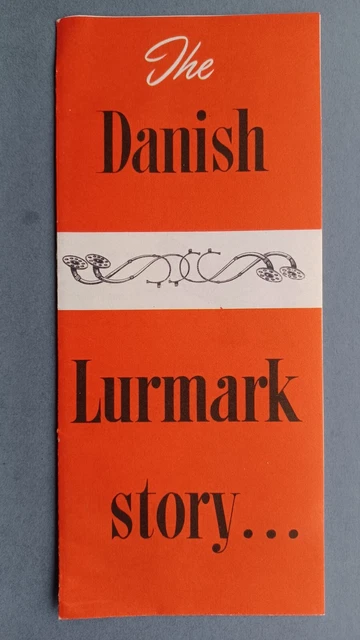 The
Danish
Lurmark
story...